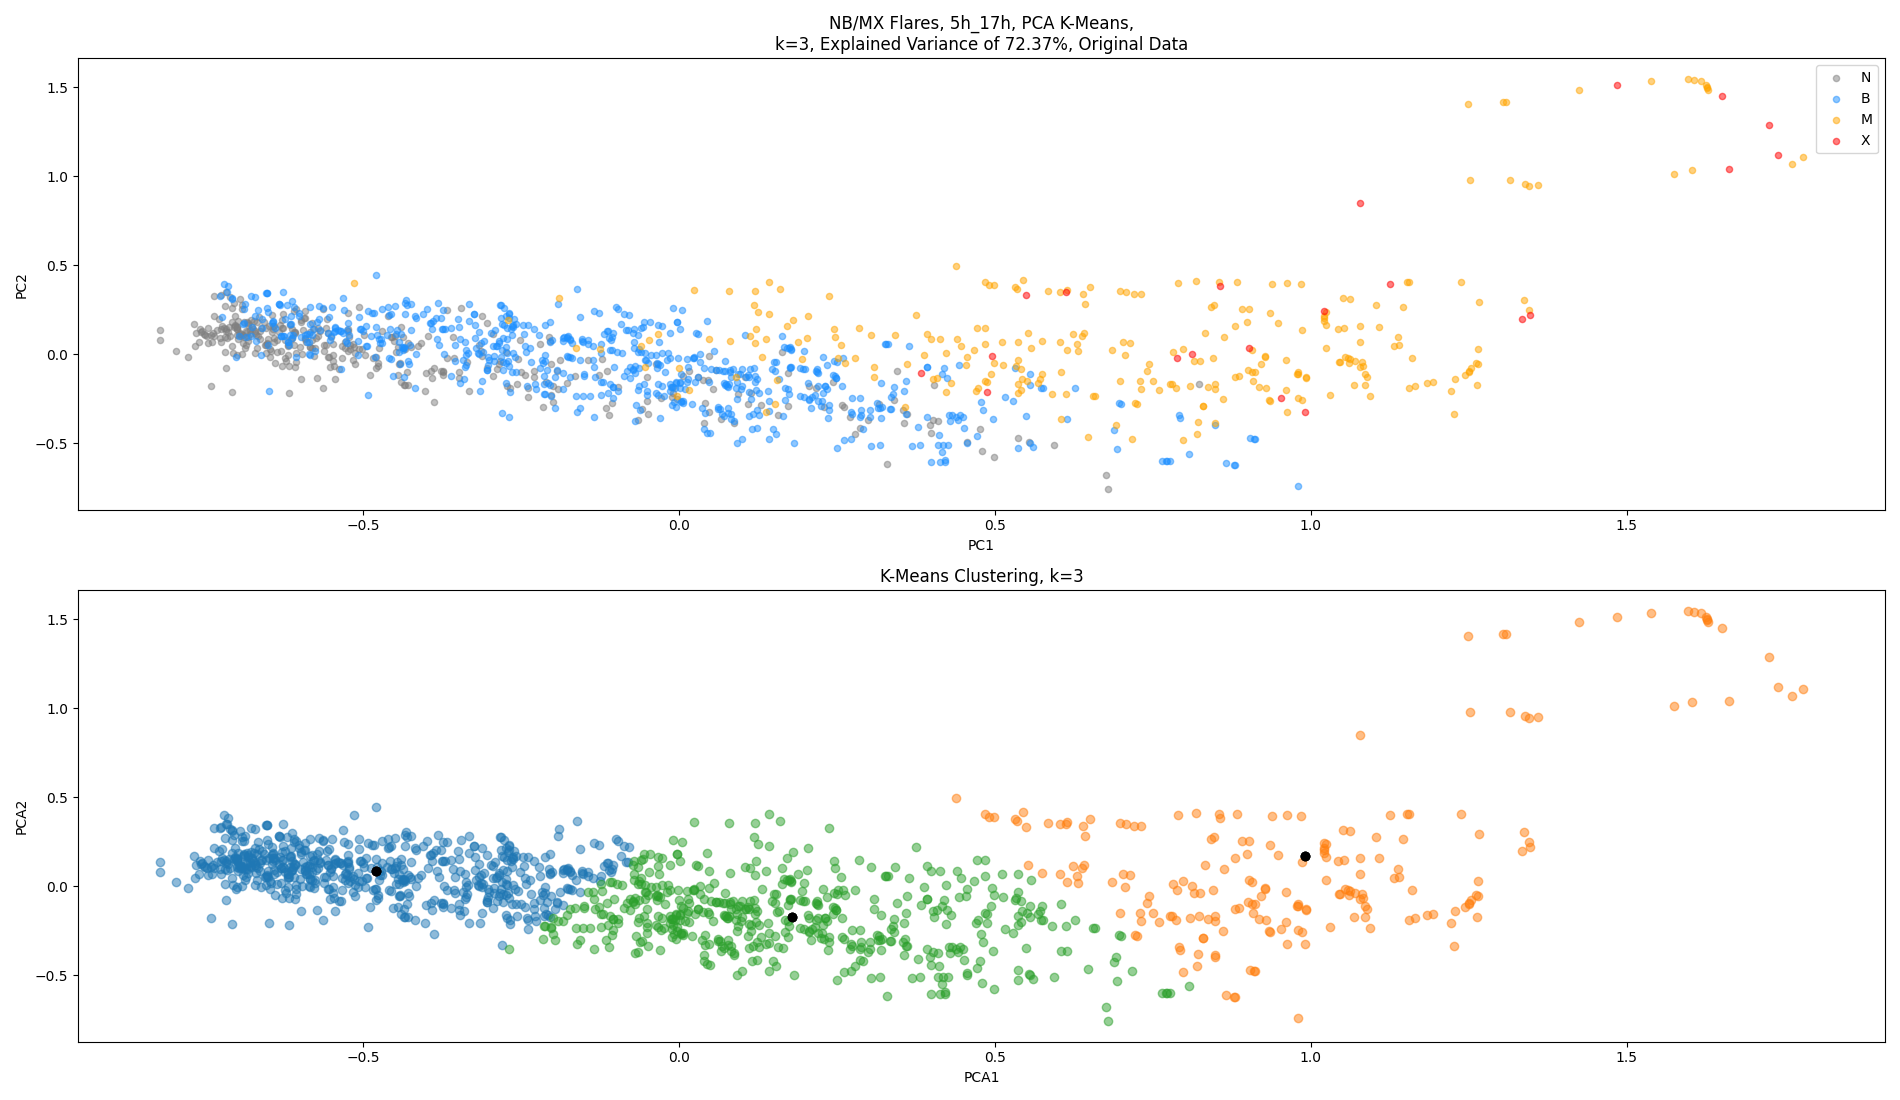 NB/MX Flares, 5h_17h, PCA K-Means,
k=3, Explained Variance of 72.37%, Original Data
N
B
M
X
PC2
1.5
1.0
0.5
0.0
−0.5
−0.5
0.0
0.5
1.0
1.5
PC1
K-Means Clustering, k=3
PCA2
1.5
1.0
0.5
0.0
−0.5
−0.5
0.0
0.5
1.0
1.5
PCA1